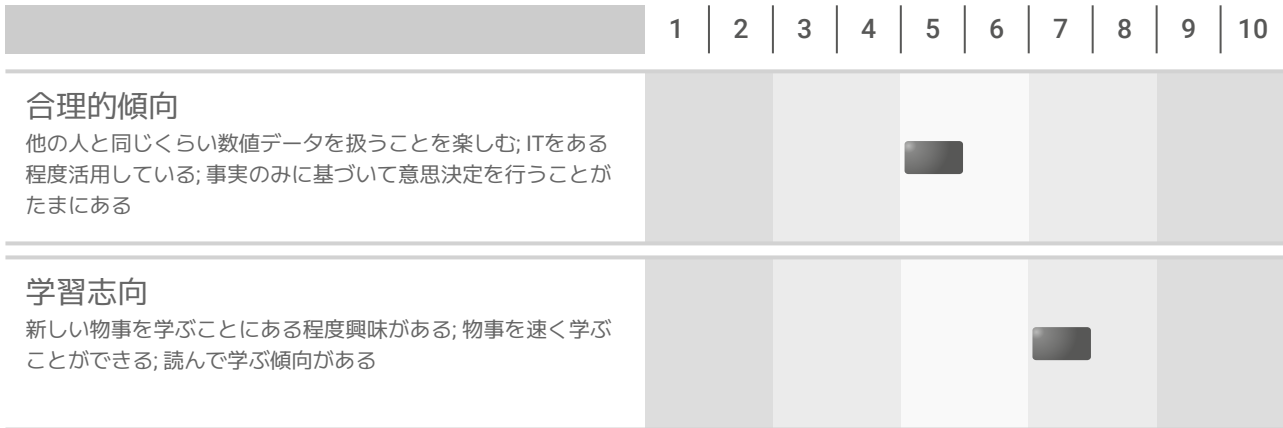 1 2 3 4 5 6 7 8 9 10
合理的傾向
他の人と同じくらい数値データを扱うことを楽しむ; ITをある
程度活用している; 事実のみに基づいて意思決定を行うことが
たまにある
学習志向
新しい物事を学ぶことにある程度興味がある; 物事を速く学ぶ
ことができる; 読んで学ぶ傾向がある